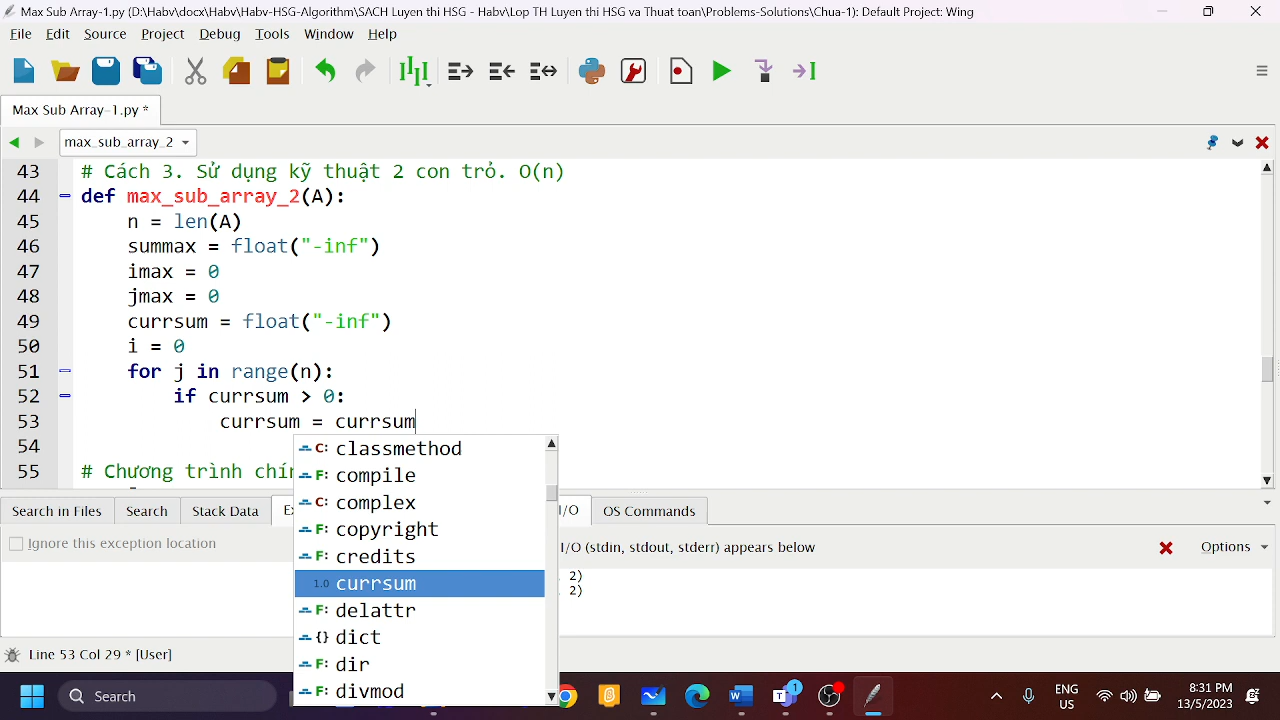 Max Sub Array-1.py (D:\Habv\docx\Habv\Habv-HSG-Algorithm\SACH Luyen thi HSG - Habv\Lop TH Luyen thi HSG va Thuat toan\Problems-Solutions\Chua-1): Default Project: Wing
File Edit Source Project Debug Tools Window Help
Max Sub Array-1.py *
max_sub_array_2
43 # Cách 3. Sử dụng kỹ thuật 2 con trỏ. O(n)
44 def max_sub_array_2(A):
45 n = len(A)
46 summax = float("-inf")
47 imax = 0
48 jmax = 0
49 currsum = float("-inf")
50 i = 0
51 for j in range(n):
52 if currsum > 0:
53 currsum = currsum
54
55 # Chương trình chí
C: classmethod
F: compile
C: complex
F: copyright
F: credits
1.0 currsum
F: delattr
{} dict
F: dir
F: divmod
Search in Files Search Stack Data Ex I/O OS Commands
Ignore this exception location
I/O (stdin, stdout, stderr) appears below Options
2)
2)
Line 53 Col 29 * [User]
Search
1
ENG
US
8:31 PM
13/5/2023